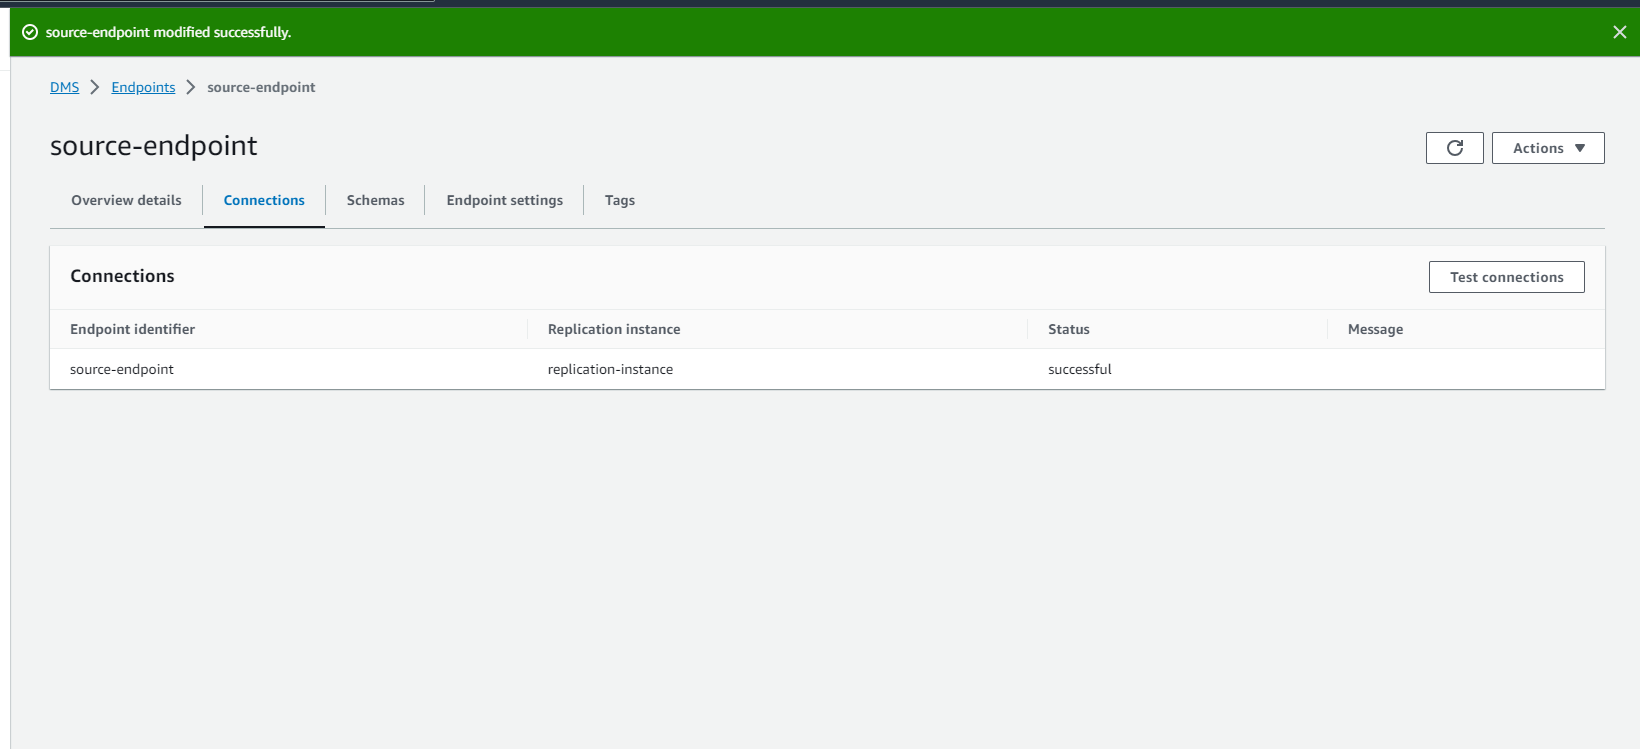 source-endpoint modified successfully.
DMS Endpoints source-endpoint
source-endpoint
Actions
Overview details Connections Schemas Endpoint settings Tags
Connections
Test connections
Endpoint identifier Replication instance Status Message
source-endpoint replication-instance successful